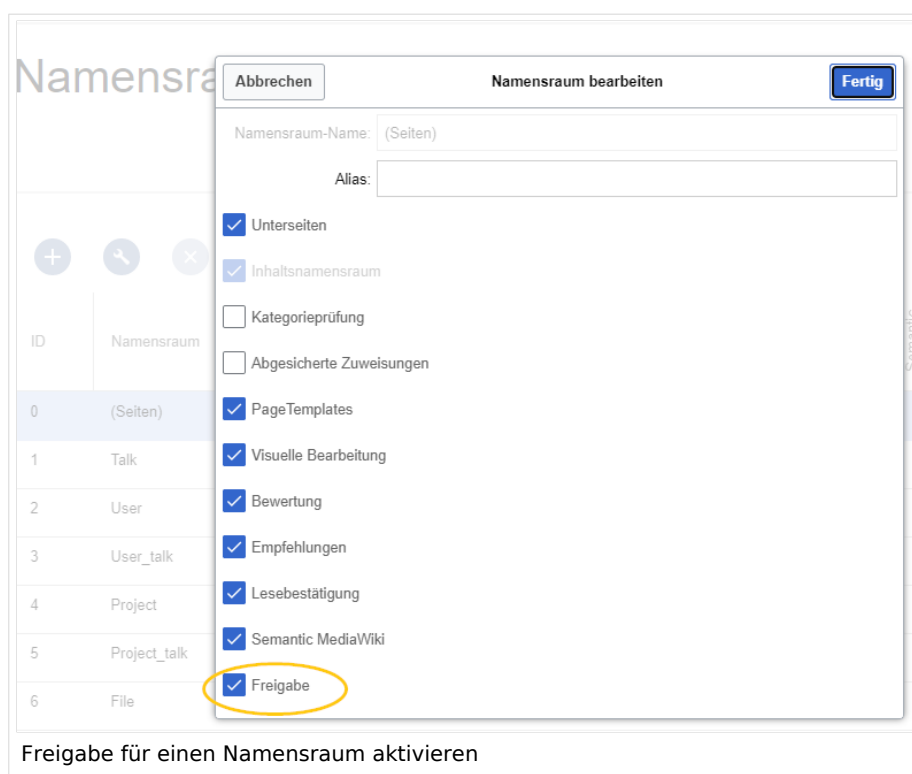 Namensra
Abbrechen
Namensraum bearbeiten
Fertig
Namensraum-Name: (Seiten)
Alias:
Unterseiten
Inhaltsnamensraum
Kategorieprüfung
Abgesicherte Zuweisungen
PageTemplates
Visuelle Bearbeitung
Bewertung
Empfehlungen
Lesebestätigung
Semantic MediaWiki
Freigabe
ID Namensraum
Semantic
0 (Seiten)
1 Talk
2 User
3 User_talk
4 Project
5 Project_talk
6 File
Freigabe für einen Namensraum aktivieren